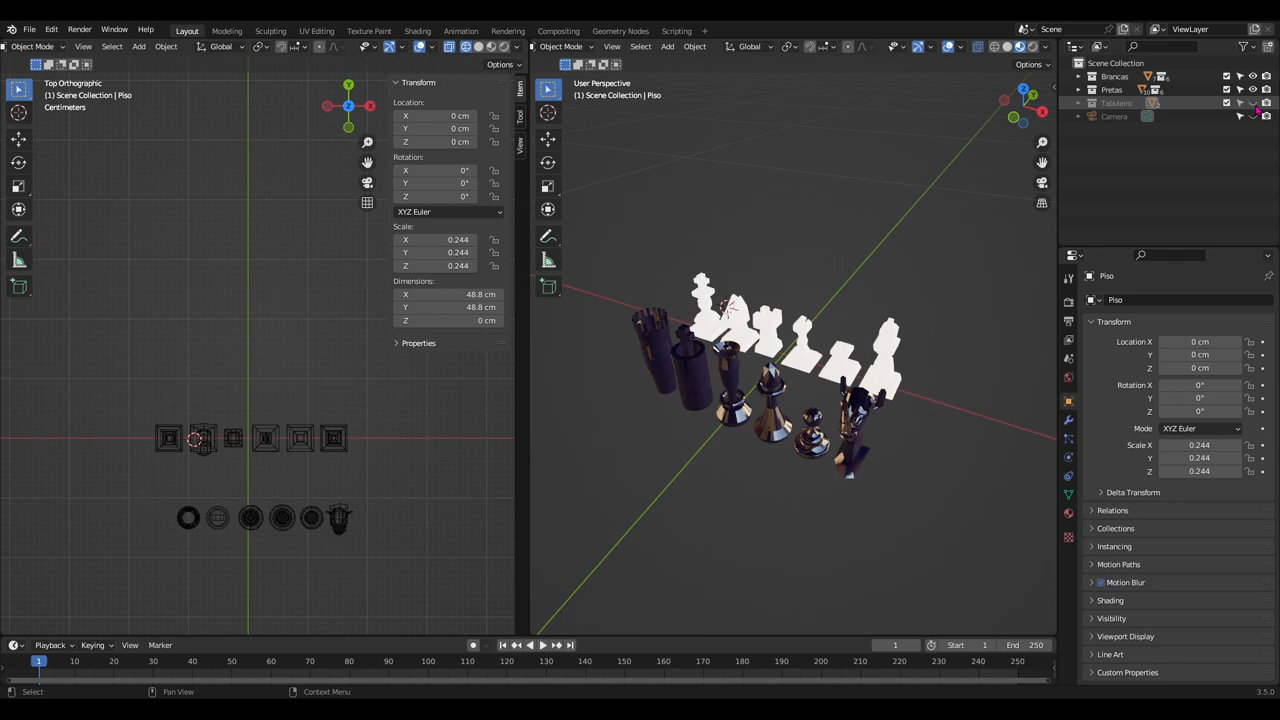 File Edit Render Window Help Layout Modeling Sculpting UV Editing Texture Paint Shading Animation Rendering Compositing Geometry Nodes Scripting + Scene ViewLayer
Object Mode View Select Add Object Global
Options
Top Orthographic
(1) Scene Collection | Piso
Centimeters
Transform
Location:
X 0 cm
Y 0 cm
Z 0 cm
Rotation:
X 0°
Y 0°
Z 0°
XYZ Euler
Scale:
X 0.244
Y 0.244
Z 0.244
Dimensions:
X 48.8 cm
Y 48.8 cm
Z 0 cm
Properties
Item
Tool
View
Object Mode View Select Add Object Global
Options
User Perspective
(1) Scene Collection | Piso
Scene Collection
Brancas
Pretas
Tabuleiro
Camera
Piso
Piso
Transform
Location X 0 cm
Y 0 cm
Z 0 cm
Rotation X 0°
Y 0°
Z 0°
Mode XYZ Euler
Scale X 0.244
Y 0.244
Z 0.244
Delta Transform
Relations
Collections
Instancing
Motion Paths
Motion Blur
Shading
Visibility
Viewport Display
Line Art
Custom Properties
Playback Keying View Marker 1 Start 1 End 250
1 10 20 30 40 50 60 70 80 90 100 110 120 130 140 150 160 170 180 190 200 210 220 230 240 250
Select Pan View Context Menu 3.5.0